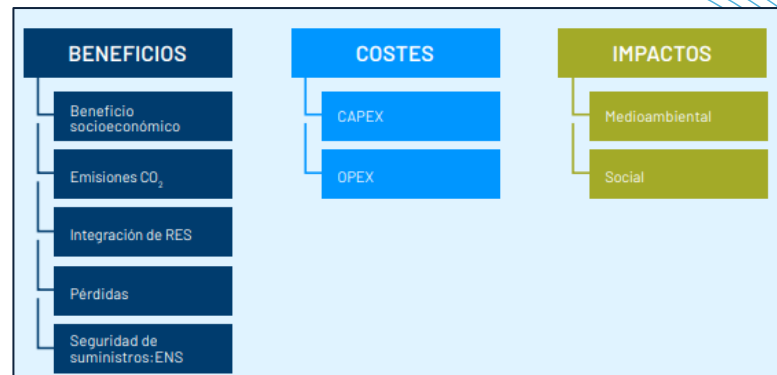 BENEFICIOS
Beneficio
socioeconómico
Emisiones CO₂
Integración de RES
Pérdidas
Seguridad de
suministros:ENS
COSTES
CAPEX
OPEX
IMPACTOS
Medioambiental
Social